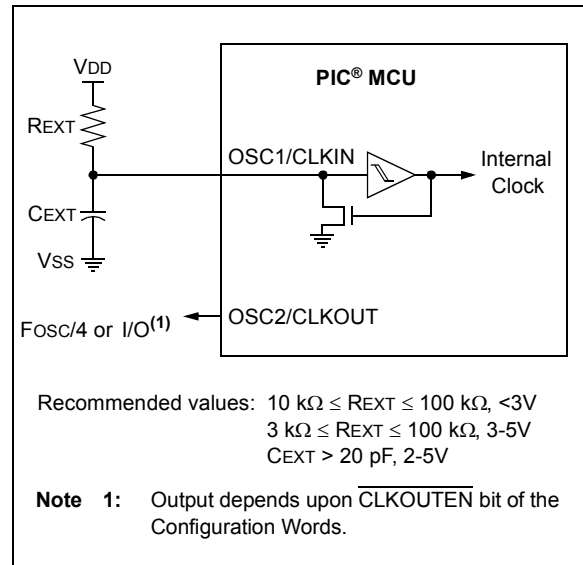 VDD
PIC® MCU
REXT
OSC1/CLKIN
Internal
Clock
CEXT
VSS
FOSC/4 or I/O(1)
OSC2/CLKOUT
Recommended values: 10 kΩ ≤ REXT ≤ 100 kΩ, <3V
3 kΩ ≤ REXT ≤ 100 kΩ, 3-5V
CEXT > 20 pF, 2-5V
Note 1: Output depends upon CLKOUTEN bit of the
Configuration Words.